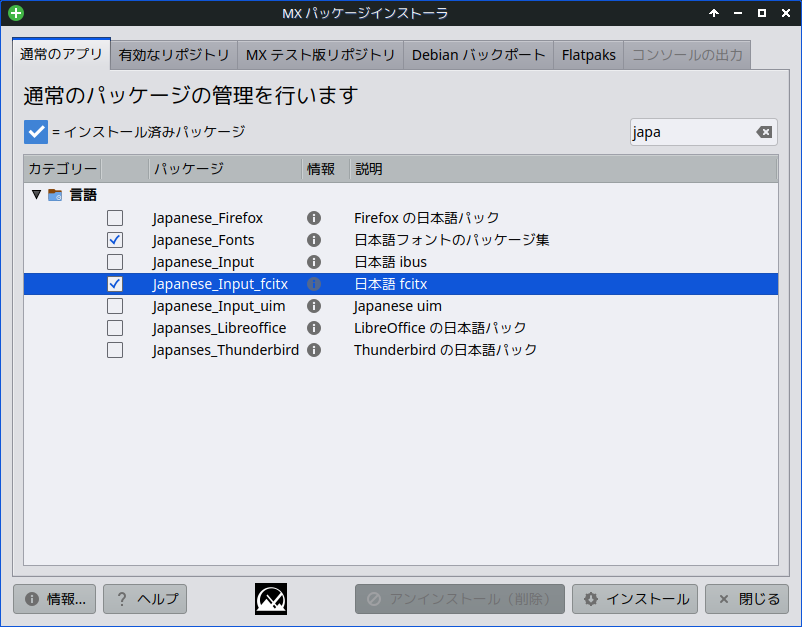 MX パッケージインストーラ
通常のアプリ 有効なリポジトリ MX テスト版リポジトリ Debian バックポート Flatpaks コンソールの出力
通常のパッケージの管理を行います
= インストール済みパッケージ japa
カテゴリー パッケージ 情報 説明
言語
Japanese_Firefox Firefox の日本語パック
Japanese_Fonts 日本語フォントのパッケージ集
Japanese_Input 日本語 ibus
Japanese_Input_fcitx 日本語 fcitx
Japanese_Input_uim Japanese uim
Japanses_Libreoffice LibreOffice の日本語パック
Japanses_Thunderbird Thunderbird の日本語パック
情報... ? ヘルプ アンインストール（削除） インストール 閉じる